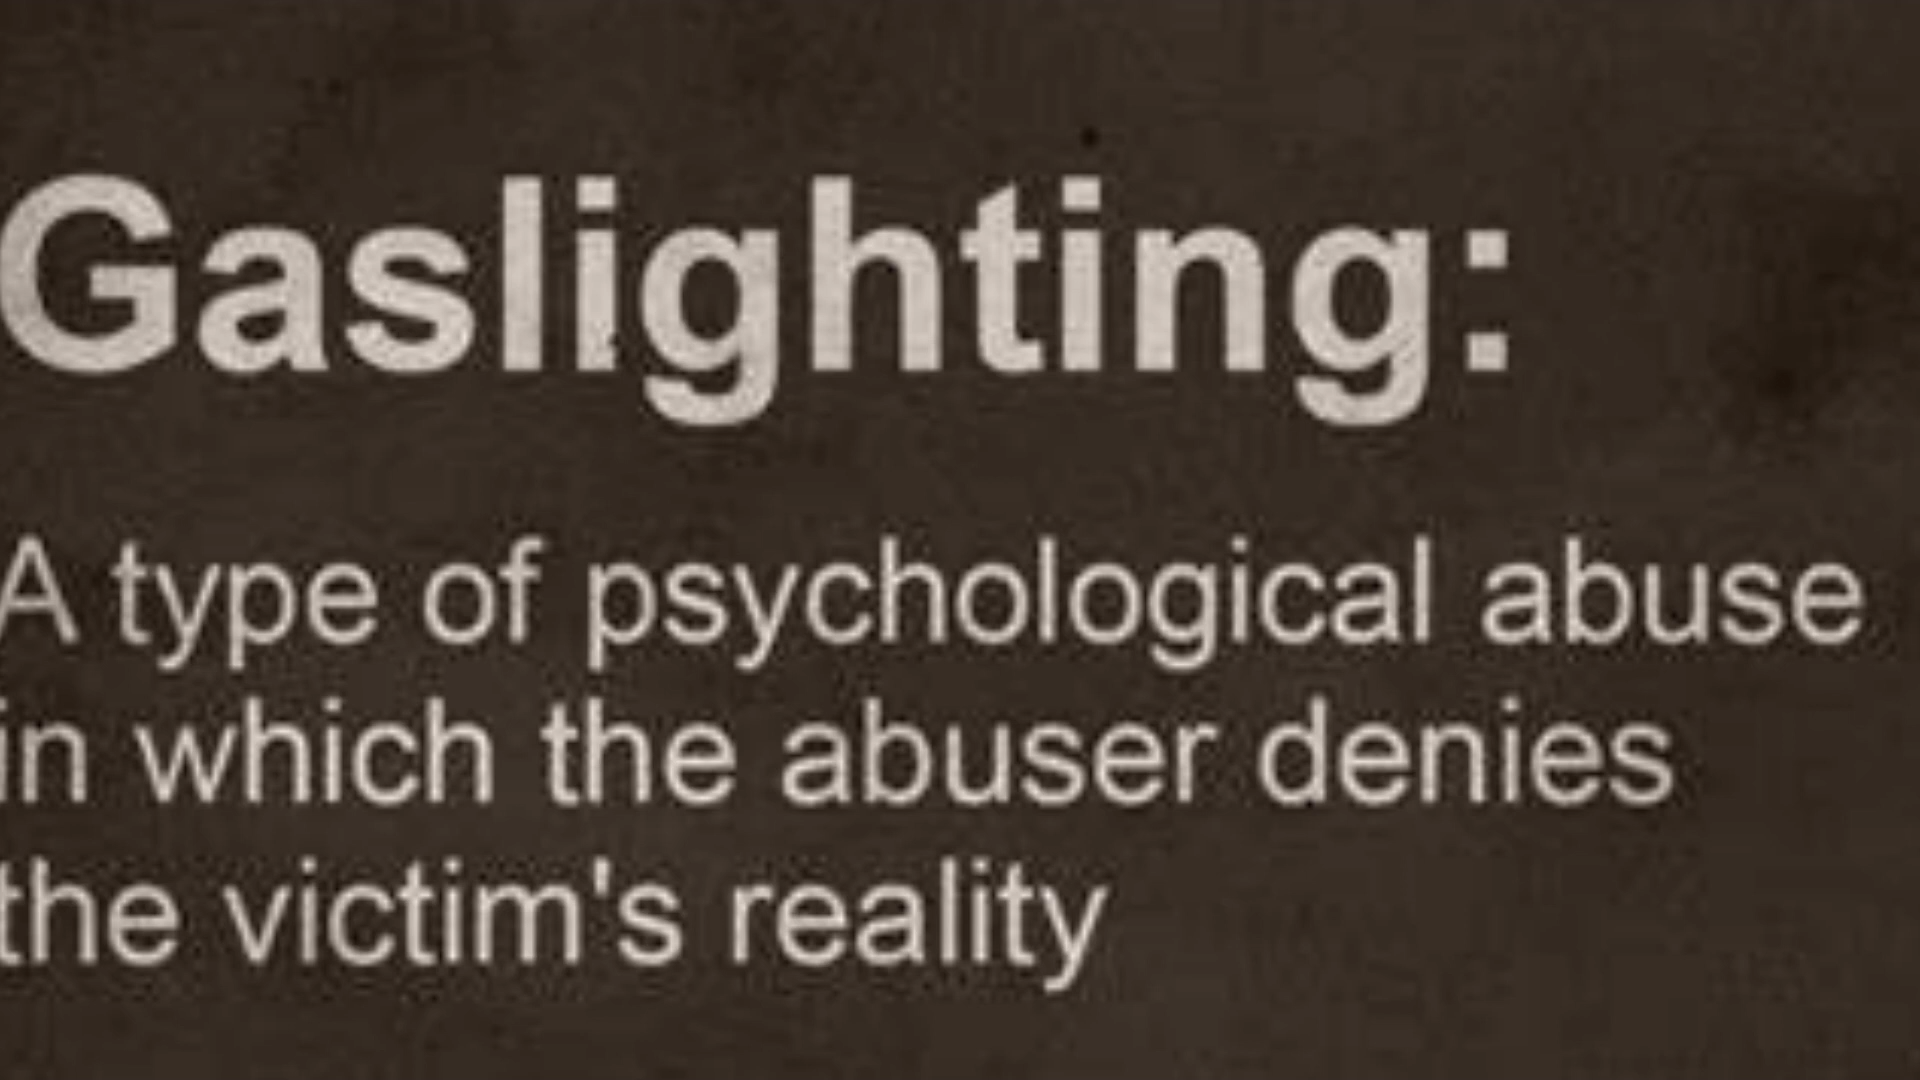 Gaslighting:
A type of psychological abuse
in which the abuser denies
the victim's reality